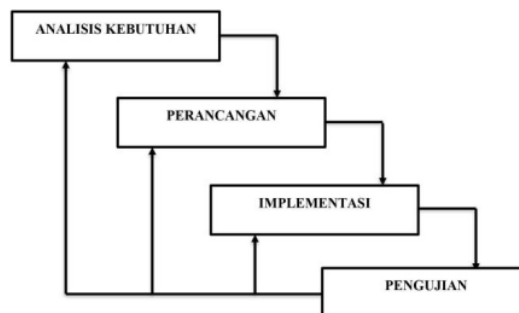 ANALISIS KEBUTUHAN
PERANCANGAN
IMPLEMENTASI
PENGUJIAN